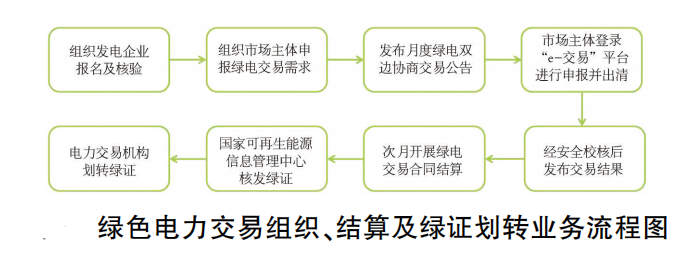 组织发电企业
报名及核验
组织市场主体申
报绿电交易需求
发布月度绿电双
边协商交易公告
市场主体登录
“e-交易”平台
进行申报并出清
经安全校核后
发布交易结果
次月开展绿电
交易合同结算
国家可再生能源
信息管理中心
核发绿证
电力交易机构
划转绿证
绿色电力交易组织、结算及绿证划转业务流程图